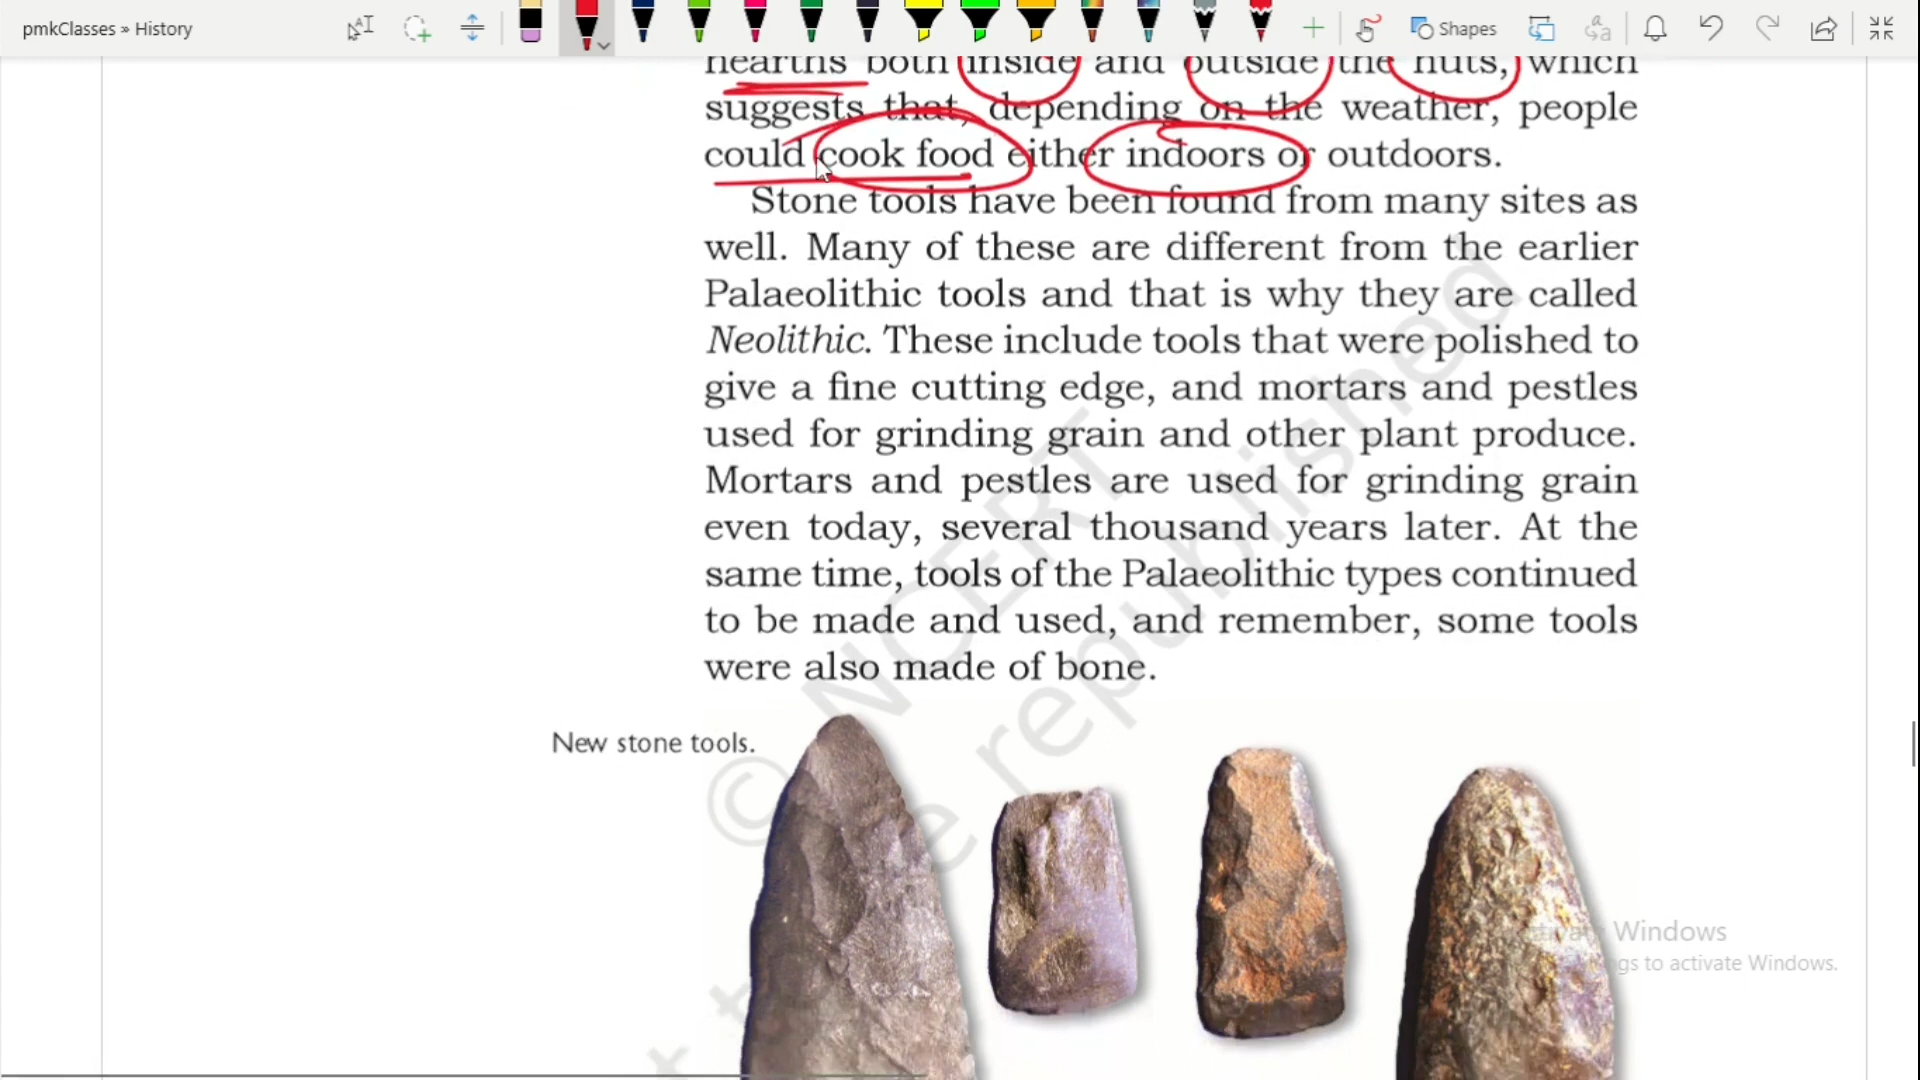 pmkClasses » History
Shapes
hearths both inside and outside the huts, which
suggests that, depending on the weather, people
could cook food either indoors or outdoors.
Stone tools have been found from many sites as
well. Many of these are different from the earlier
Palaeolithic tools and that is why they are called
Neolithic. These include tools that were polished to
give a fine cutting edge, and mortars and pestles
used for grinding grain and other plant produce.
Mortars and pestles are used for grinding grain
even today, several thousand years later. At the
same time, tools of the Palaeolithic types continued
to be made and used, and remember, some tools
were also made of bone.
New stone tools.
© NCERT
republished
Windows
to activate Windows.